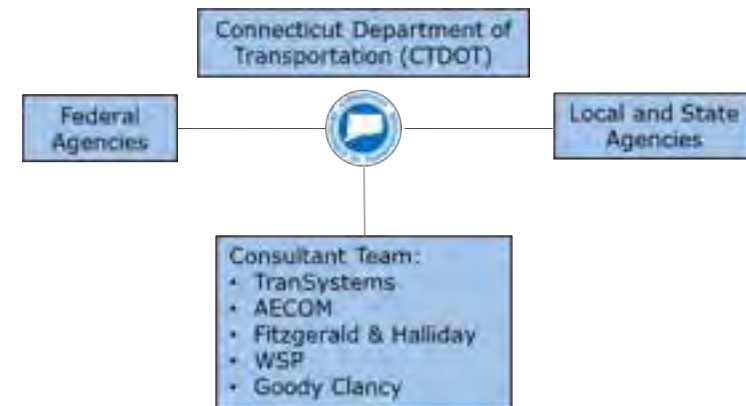 Connecticut Department of
Transportation (CTDOT)
Federal
Agencies
Local and State
Agencies
Consultant Team:
• TranSystems
• AECOM
• Fitzgerald & Halliday
• WSP
• Goody Clancy